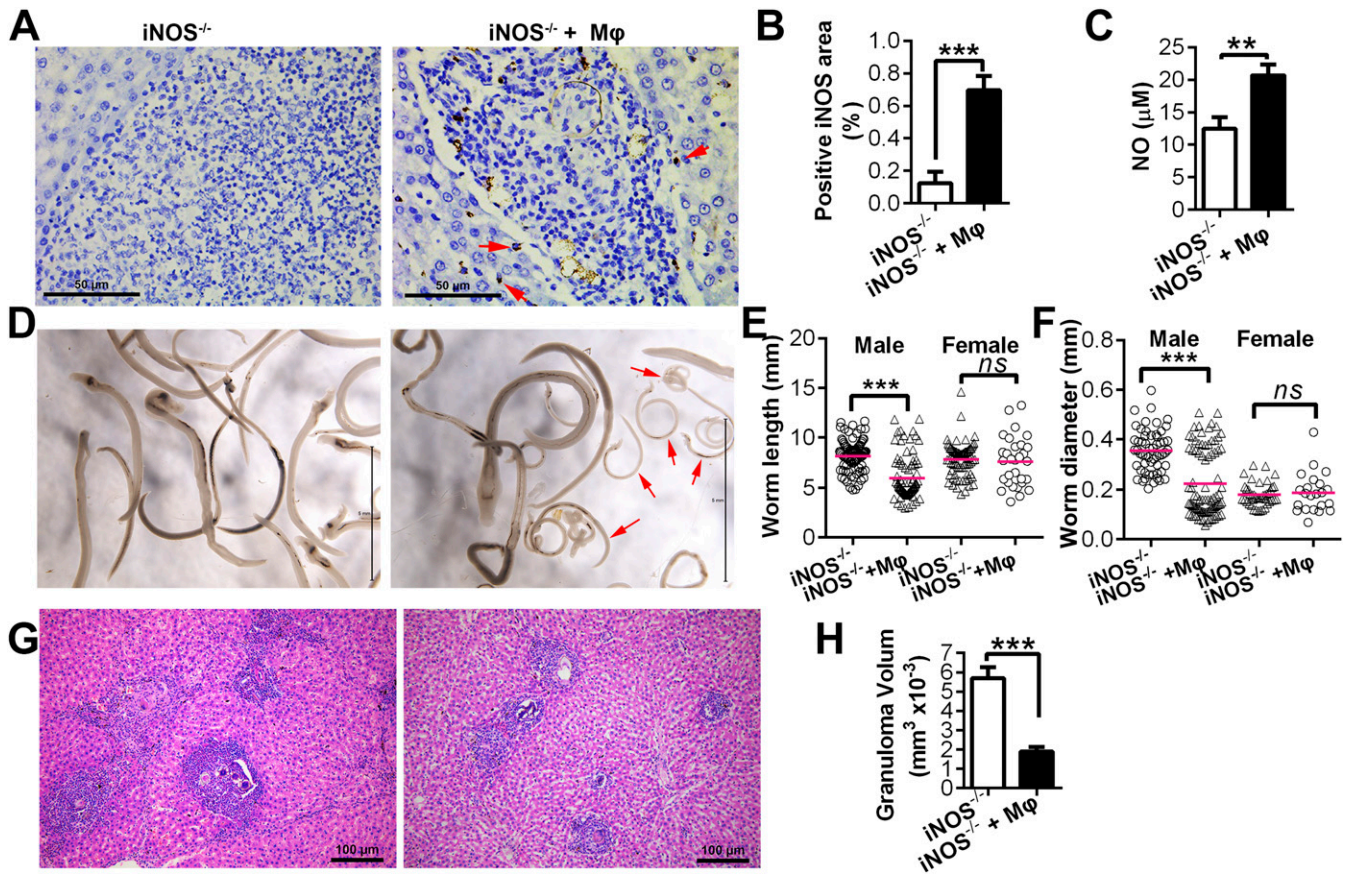 A
iNOS-/-
iNOS-/- + Mφ
50 μm
50 μm
B
Positive iNOS area
(%)
1.0
0.8
0.6
0.4
0.2
0.0
***
iNOS-/-
iNOS-/- + Mφ
C
NO (μM)
25
20
15
10
5
0
**
iNOS-/-
iNOS-/- + Mφ
D
5 mm
5 mm
E
Worm length (mm)
20
15
10
5
0
Male
Female
***
ns
iNOS-/-
iNOS-/- +Mφ
iNOS-/-
iNOS-/- +Mφ
F
Worm diameter (mm)
0.8
0.6
0.4
0.2
0.0
Male
Female
***
ns
iNOS-/-
iNOS-/- +Mφ
iNOS-/-
iNOS-/- +Mφ
G
100 μm
100 μm
H
Granuloma Volum
(mm3 x10-3)
7
6
5
4
3
2
1
0
***
iNOS-/-
iNOS-/- + Mφ